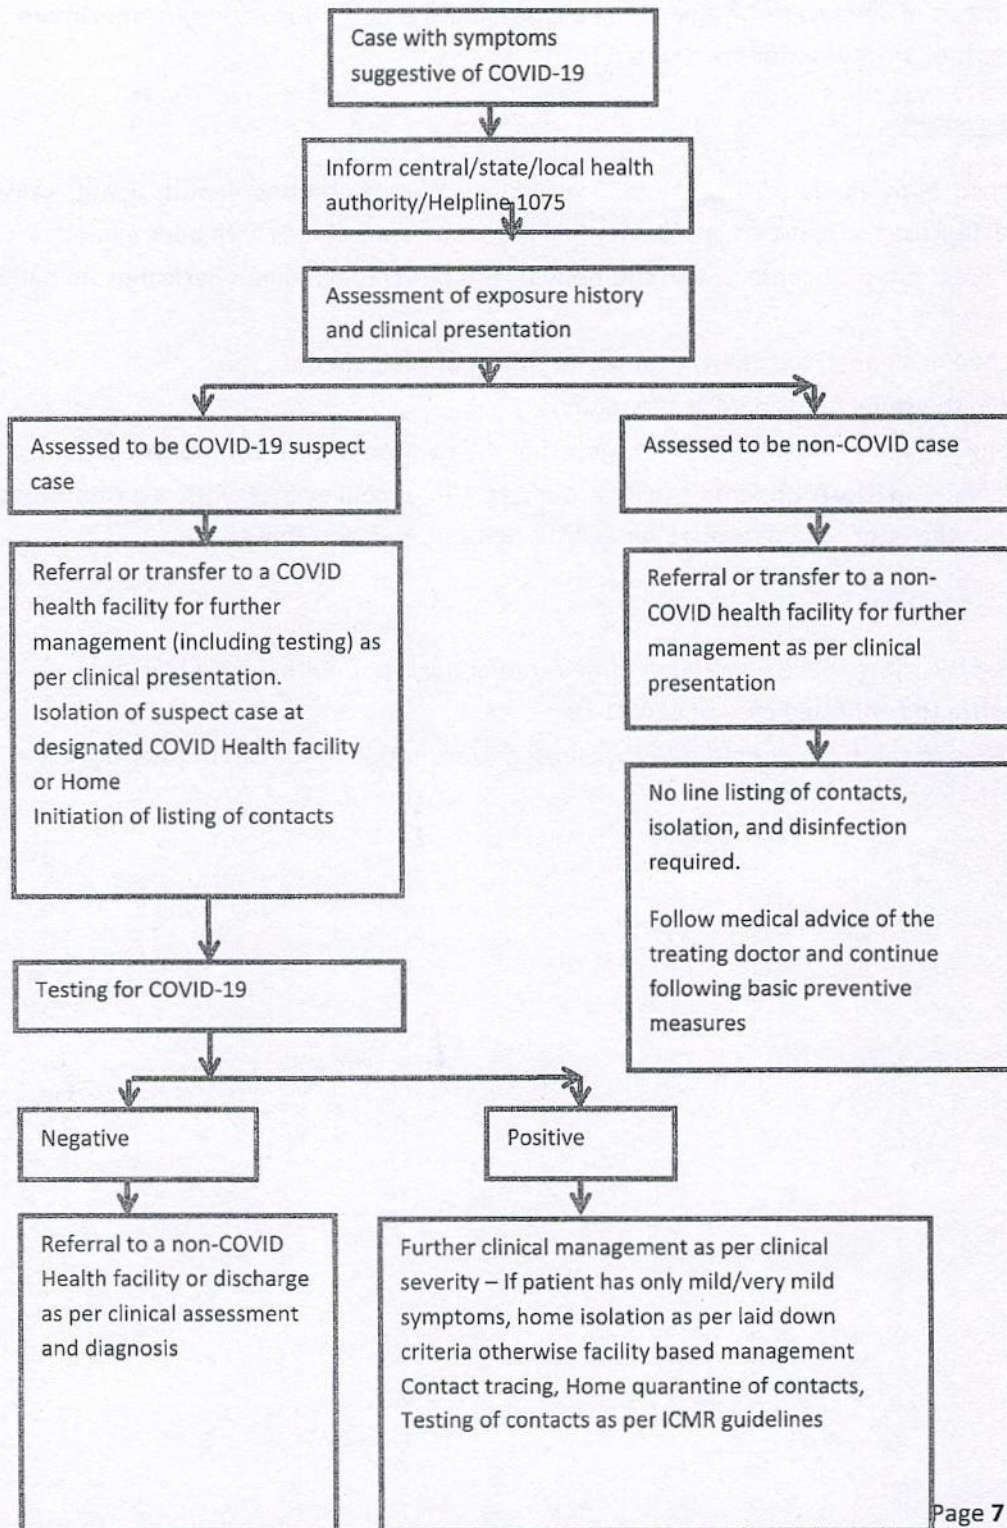 Case with symptoms
suggestive of COVID-19
Inform central/state/local health
authority/Helpline 1075
Assessment of exposure history
and clinical presentation
Assessed to be COVID-19 suspect
case
Assessed to be non-COVID case
Referral or transfer to a COVID
health facility for further
management (including testing) as
per clinical presentation.
Isolation of suspect case at
designated COVID Health facility
or Home
Initiation of listing of contacts
Referral or transfer to a non-
COVID health facility for further
management as per clinical
presentation
No line listing of contacts,
isolation, and disinfection
required.
Follow medical advice of the
treating doctor and continue
following basic preventive
measures
Testing for COVID-19
Negative
Positive
Referral to a non-COVID
Health facility or discharge
as per clinical assessment
and diagnosis
Further clinical management as per clinical
severity – If patient has only mild/very mild
symptoms, home isolation as per laid down
criteria otherwise facility based management
Contact tracing, Home quarantine of contacts,
Testing of contacts as per ICMR guidelines
Page 7